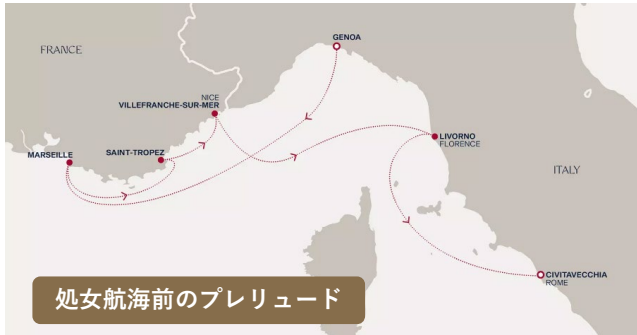 GENOA
FRANCE
NICE
VILLEFRANCHE-SUR-MER
LIVORNO
FLORENCE
SAINT-TROPEZ
MARSEILLE
ITALY
CIVITAVECCHIA
ROME
処女航海前のプレリュード